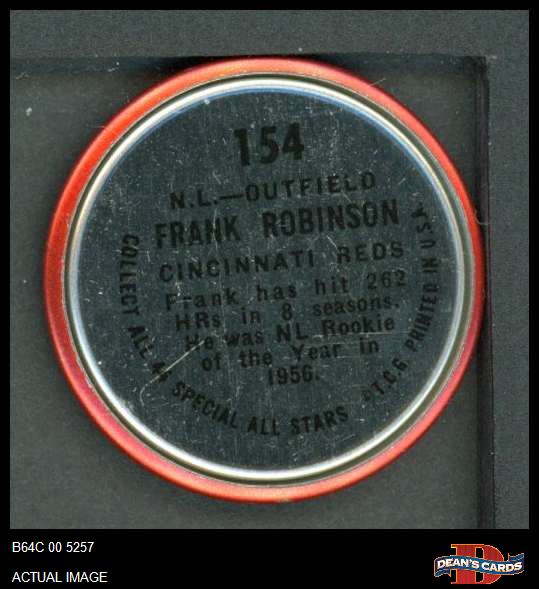 154
N.L.—OUTFIELD
FRANK ROBINSON
CINCINNATI REDS
Frank has hit 262
HRs in 8 seasons.
He was NL Rookie
of the Year in
1956.
COLLECT ALL 44 SPECIAL ALL STARS ©T.C.G. PRINTED IN U.S.A.
B64C 00 5257
ACTUAL IMAGE
D
DEAN'S CARDS